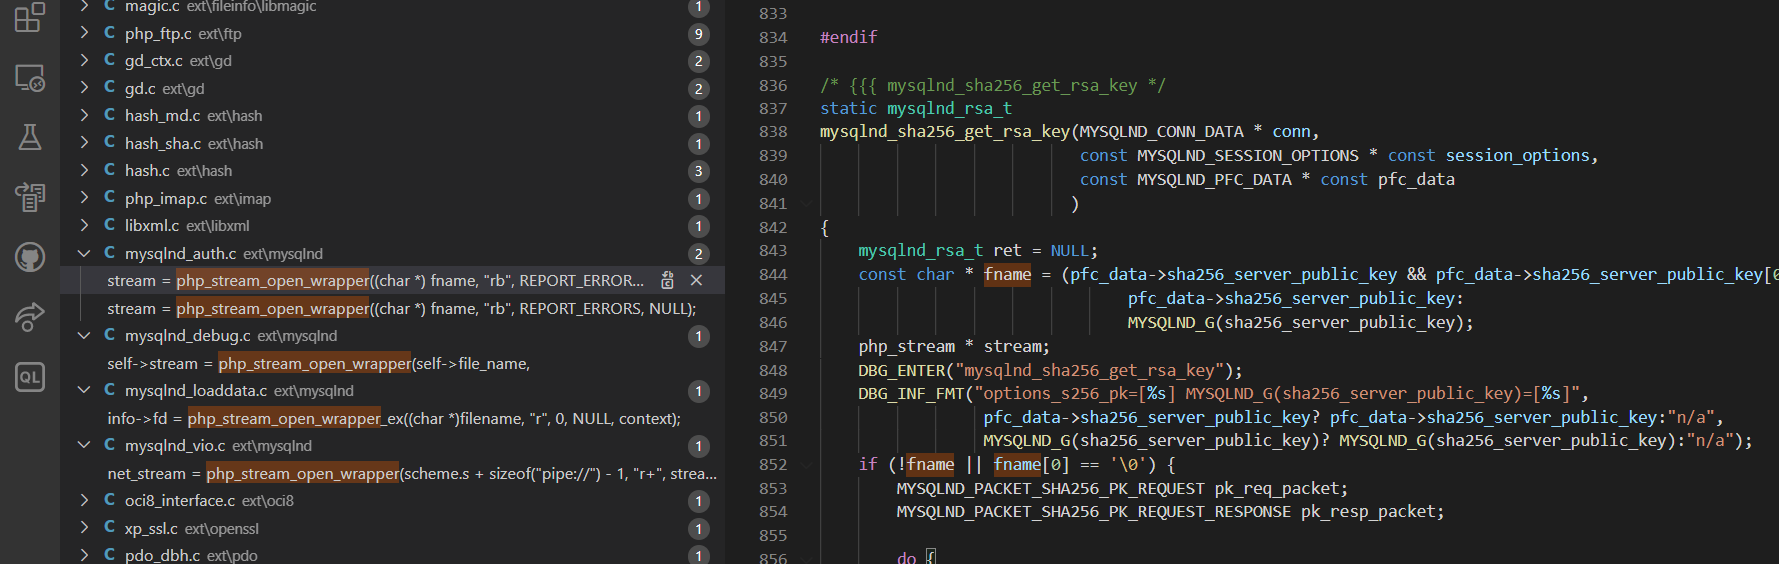 magic.c ext\fileinfo\libmagic 1
php_ftp.c ext\ftp 9
gd_ctx.c ext\gd 2
gd.c ext\gd 2
hash_md.c ext\hash 1
hash_sha.c ext\hash 1
hash.c ext\hash 3
php_imap.c ext\imap 1
libxml.c ext\libxml 1
mysqlnd_auth.c ext\mysqlnd 2
stream = php_stream_open_wrapper((char *) fname, "rb", REPORT_ERROR...
stream = php_stream_open_wrapper((char *) fname, "rb", REPORT_ERRORS, NULL);
mysqlnd_debug.c ext\mysqlnd 1
self->stream = php_stream_open_wrapper(self->file_name,
mysqlnd_loaddata.c ext\mysqlnd 1
info->fd = php_stream_open_wrapper_ex((char *)filename, "r", 0, NULL, context);
mysqlnd_vio.c ext\mysqlnd 1
net_stream = php_stream_open_wrapper(scheme.s + sizeof("pipe://") - 1, "r+", strea...
oci8_interface.c ext\oci8 1
xp_ssl.c ext\openssl 1
pdo_dbh.c ext\pdo 1
QL
833
834 #endif
835
836 /* {{{ mysqlnd_sha256_get_rsa_key */
837 static mysqlnd_rsa_t
838 mysqlnd_sha256_get_rsa_key(MYSQLND_CONN_DATA * conn,
839 const MYSQLND_SESSION_OPTIONS * const session_options,
840 const MYSQLND_PFC_DATA * const pfc_data
841 )
842 {
843 mysqlnd_rsa_t ret = NULL;
844 const char * fname = (pfc_data->sha256_server_public_key && pfc_data->sha256_server_public_key[0
845 pfc_data->sha256_server_public_key:
846 MYSQLND_G(sha256_server_public_key);
847 php_stream * stream;
848 DBG_ENTER("mysqlnd_sha256_get_rsa_key");
849 DBG_INF_FMT("options_s256_pk=[%s] MYSQLND_G(sha256_server_public_key)=[%s]",
850 pfc_data->sha256_server_public_key? pfc_data->sha256_server_public_key:"n/a",
851 MYSQLND_G(sha256_server_public_key)? MYSQLND_G(sha256_server_public_key):"n/a");
852 if (!fname || fname[0] == '\0') {
853 MYSQLND_PACKET_SHA256_PK_REQUEST pk_req_packet;
854 MYSQLND_PACKET_SHA256_PK_REQUEST_RESPONSE pk_resp_packet;
855
856 do {